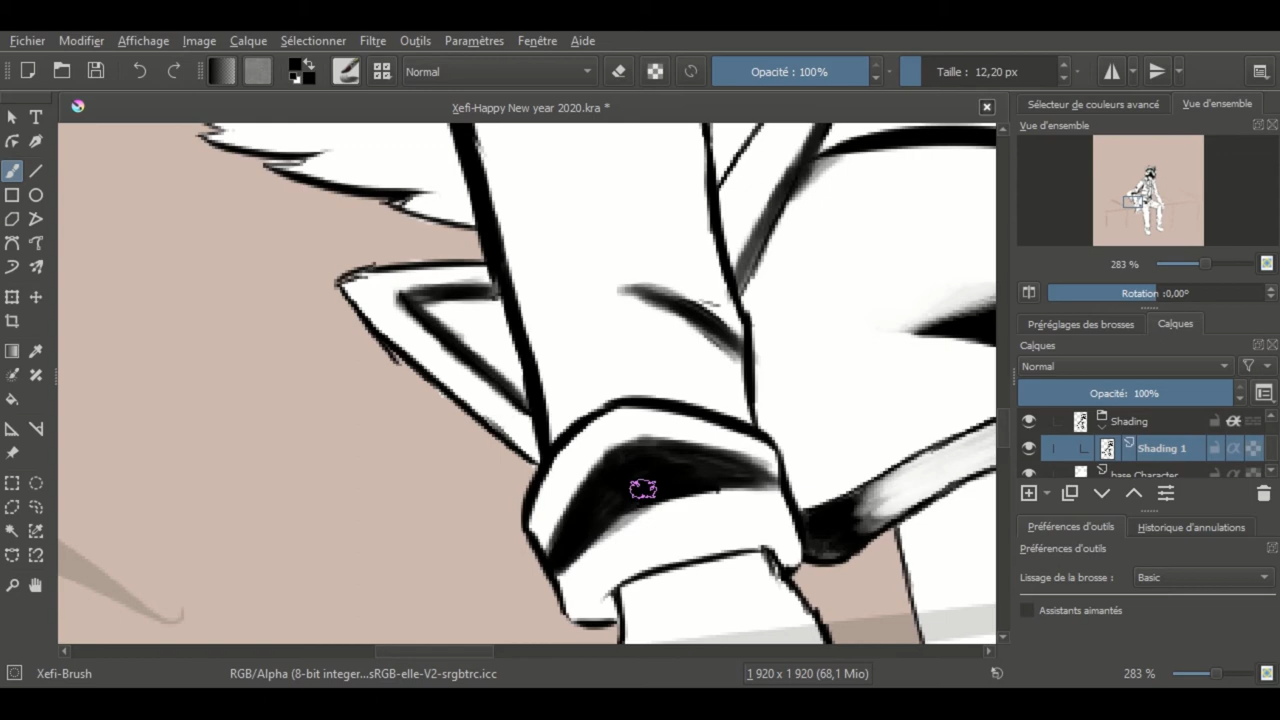 Fichier Modifier Affichage Image Calque Sélectionner Filtre Outils Paramètres Fenêtre Aide
Normal Opacité : 100% Taille : 12,20 px
Xefi-Happy New year 2020.kra *
Sélecteur de couleurs avancé Vue d'ensemble
Vue d'ensemble
283 %
Rotation :0,00°
Préréglages des brosses Calques
Calques
Normal
Opacité: 100%
Shading
Shading 1
base Character
Préférences d'outils Historique d'annulations
Préférences d'outils
Lissage de la brosse : Basic
Assistants aimantés
Xefi-Brush RGB/Alpha (8-bit integer...sRGB-elle-V2-srgbtrc.icc 1 920 x 1 920 (68,1 Mio) 283 %